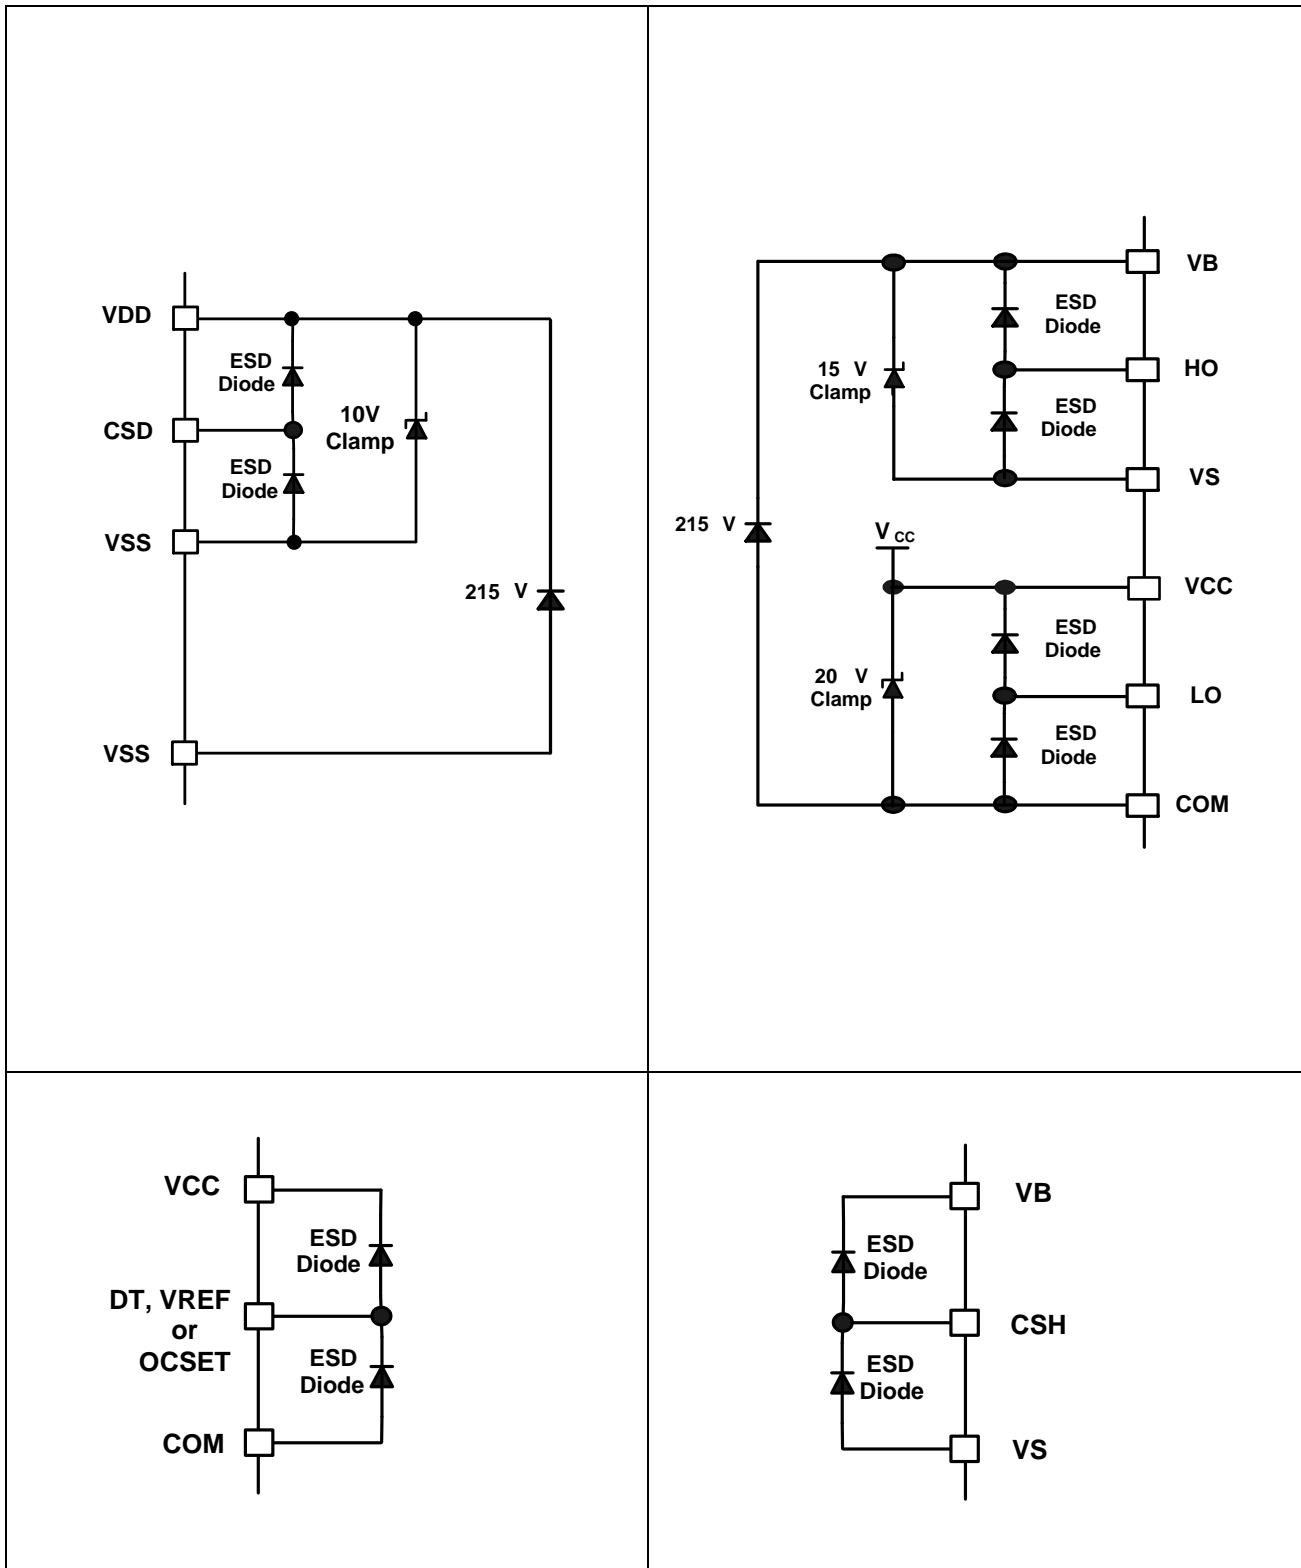 VDD
ESD
Diode
CSD
10V
Clamp
ESD
Diode
VSS
215 V
VSS
VB
ESD
Diode
15 V
Clamp
HO
ESD
Diode
VS
215 V
VCC
VCC
ESD
Diode
20 V
Clamp
LO
ESD
Diode
COM
VCC
ESD
Diode
DT, VREF
or
OCSET
ESD
Diode
COM
VB
ESD
Diode
CSH
ESD
Diode
VS